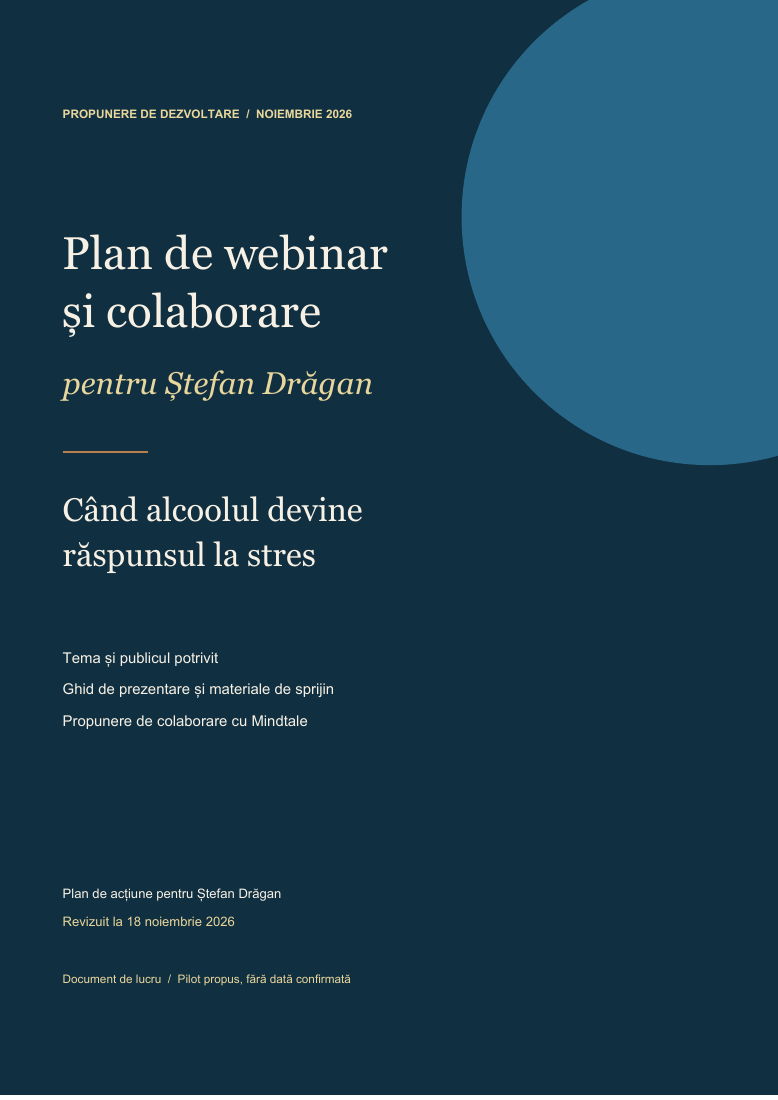 PROPUNERE DE DEZVOLTARE / NOIEMBRIE 2026
Plan de webinar
și colaborare
pentru Ștefan Drăgan
Când alcoolul devine
răspunsul la stres
Tema și publicul potrivit
Ghid de prezentare și materiale de sprijin
Propunere de colaborare cu Mindtale
Plan de acțiune pentru Ștefan Drăgan
Revizuit la 18 noiembrie 2026
Document de lucru / Pilot propus, fără dată confirmată